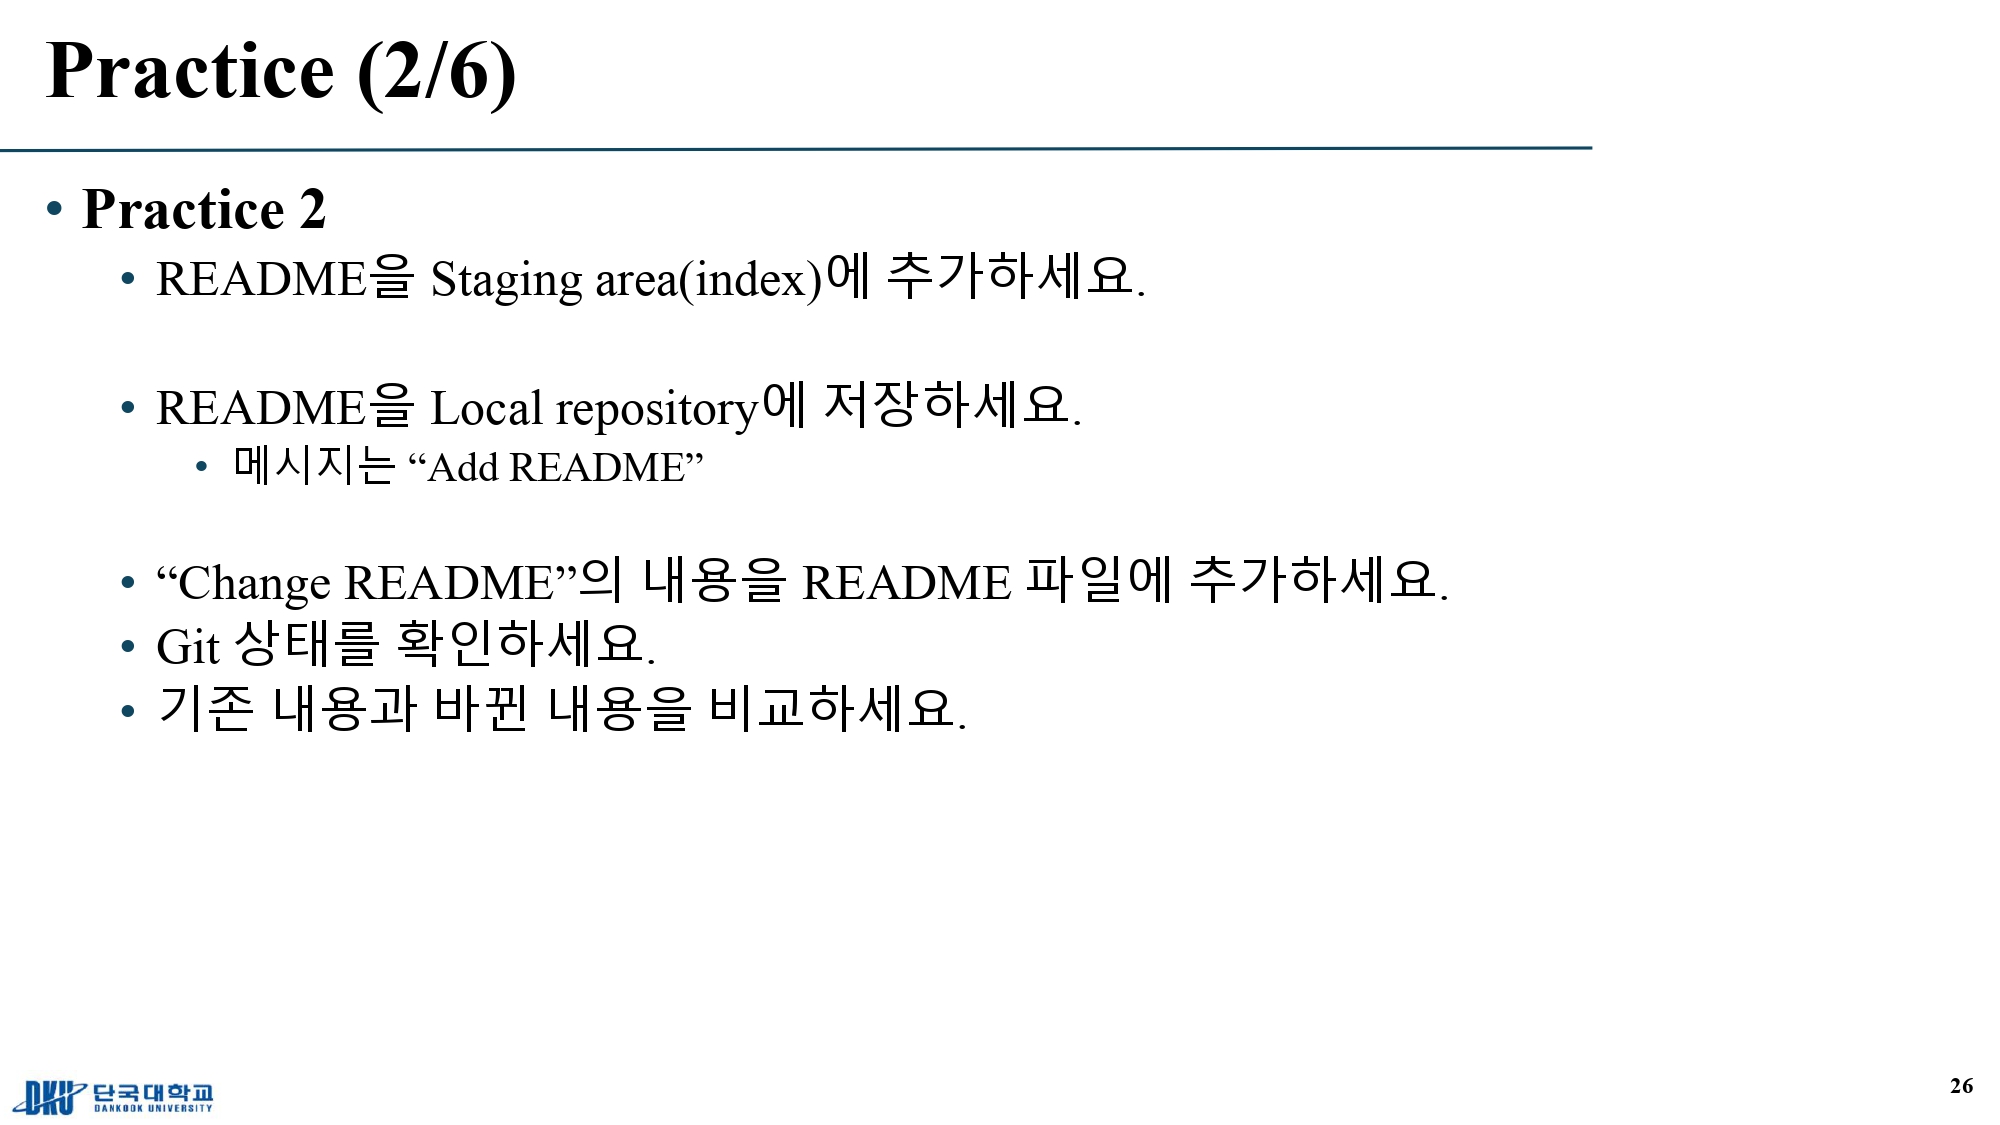 Practice (2/6)
• Practice 2
• README을 Staging area(index)에 추가하세요.
• README을 Local repository에 저장하세요.
• 메시지는 “Add README”
• “Change README”의 내용을 README 파일에 추가하세요.
• Git 상태를 확인하세요.
• 기존 내용과 바뀐 내용을 비교하세요.
DKU 단국대학교
DANKOOK UNIVERSITY
26